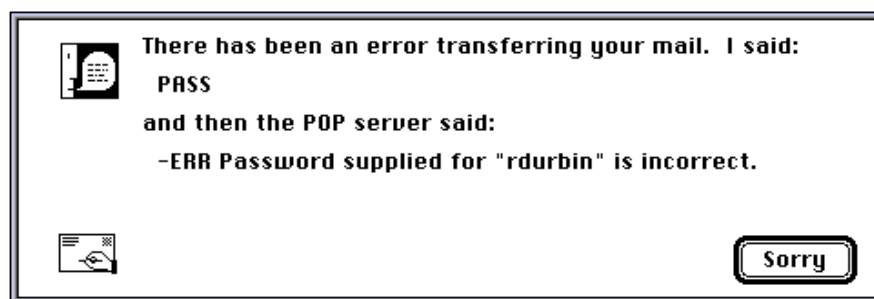 There has been an error transferring your mail.  I said:
PASS
and then the POP server said:
-ERR Password supplied for "rdurbin" is incorrect.
Sorry